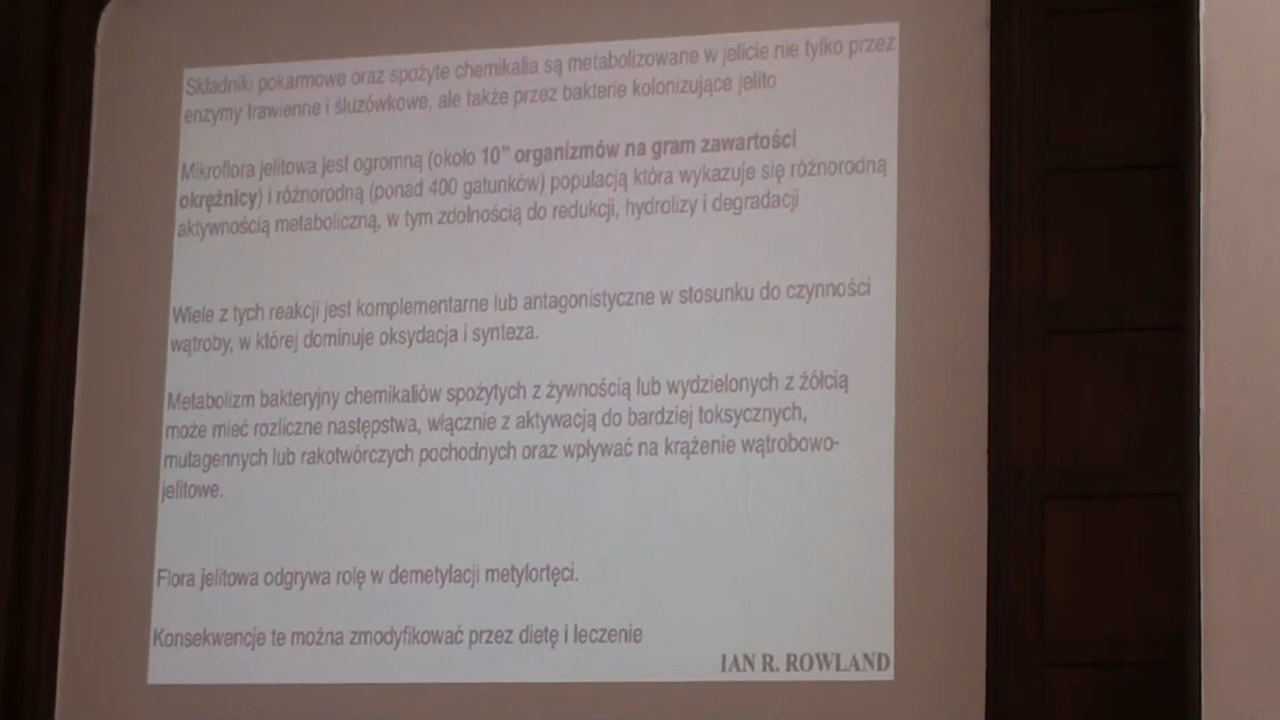 Składniki pokarmowe oraz spożyte chemikalia są metabolizowane w jelicie nie tylko przez
enzymy trawienne i śluzówkowe, ale także przez bakterie kolonizujące jelito
Mikroflora jelitowa jest ogromną (około organizmów na gram zawartości
okrężnicy) i różnorodną (ponad 400 gatunków) populacją która wykazuje się różnorodną
aktywnością metaboliczną, w tym zdolnością do redukcji, hydrolizy i degradacji
Wiele z tych reakcji jest komplementarne lub antagonistyczne w stosunku do czynności
wątroby, w której dominuje oksydacja i synteza.
Metabolizm bakteryjny chemikaliów spożytych z żywnością lub wydzielonych z żółcią
może mieć rozliczne następstwa, włącznie z aktywacją do bardziej toksycznych,
mutagennych lub rakotwórczych pochodnych oraz wpływać na krążenie wątrobowo-
jelitowe.
Flora jelitowa odgrywa rolę w demetylacji metylortęci.
Konsekwencje te można zmodyfikować przez dietę i leczenie
IAN R. ROWLAND